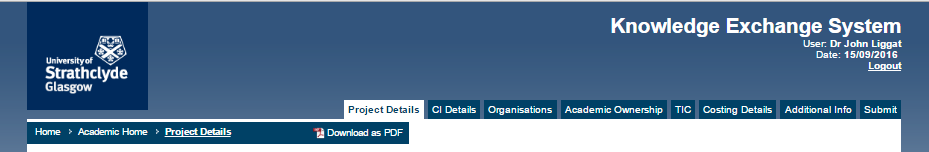 Knowledge Exchange System
User: Dr John Liggat
Date: 15/09/2016
Logout
University of
Strathclyde
Glasgow
Project Details CI Details Organisations Academic Ownership TIC Costing Details Additional Info Submit
Home > Academic Home > Project Details Download as PDF